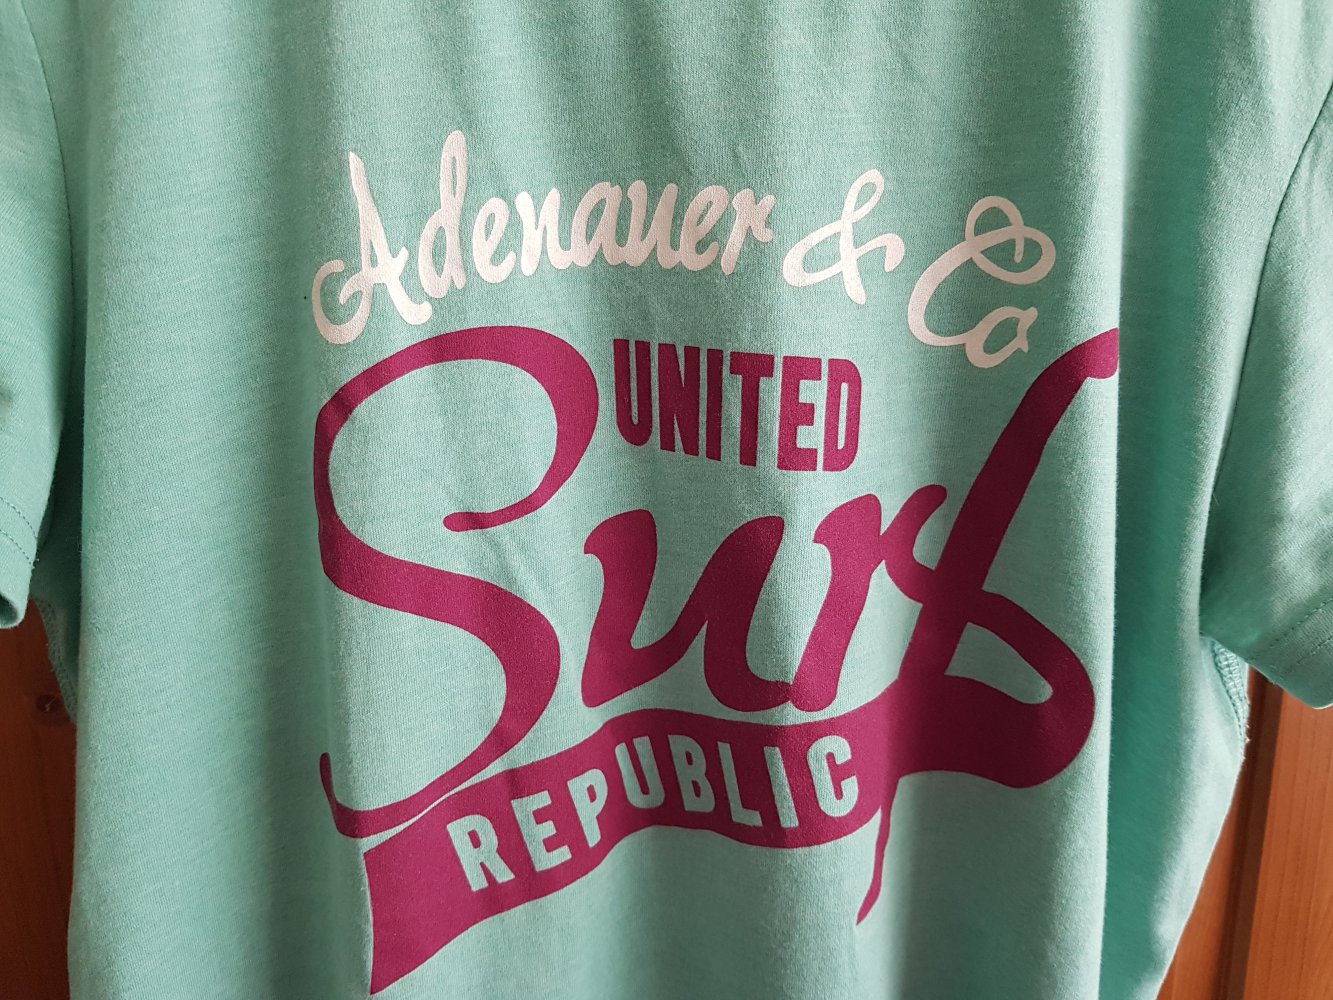 Adenauer & Co
UNITED
Surf
REPUBLIC